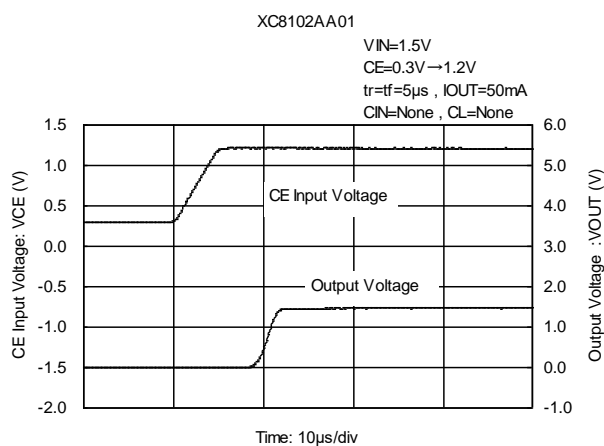 XC8102AA01
VIN=1.5V
CE=0.3V→1.2V
tr=tf=5μs , IOUT=50mA
CIN=None , CL=None
1.5
1.0
0.5
0.0
-0.5
-1.0
-1.5
-2.0
CE Input Voltage: VCE (V)
CE Input Voltage
Output Voltage
6.0
5.0
4.0
3.0
2.0
1.0
0.0
-1.0
Output Voltage :VOUT (V)
Time: 10μs/div